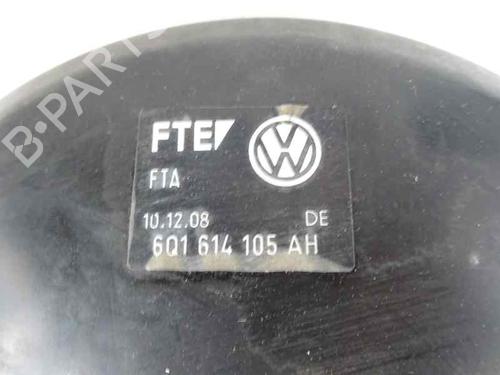 B-PARTS
FTE
FTA
10.12.08 DE
6Q1 614 105 AH